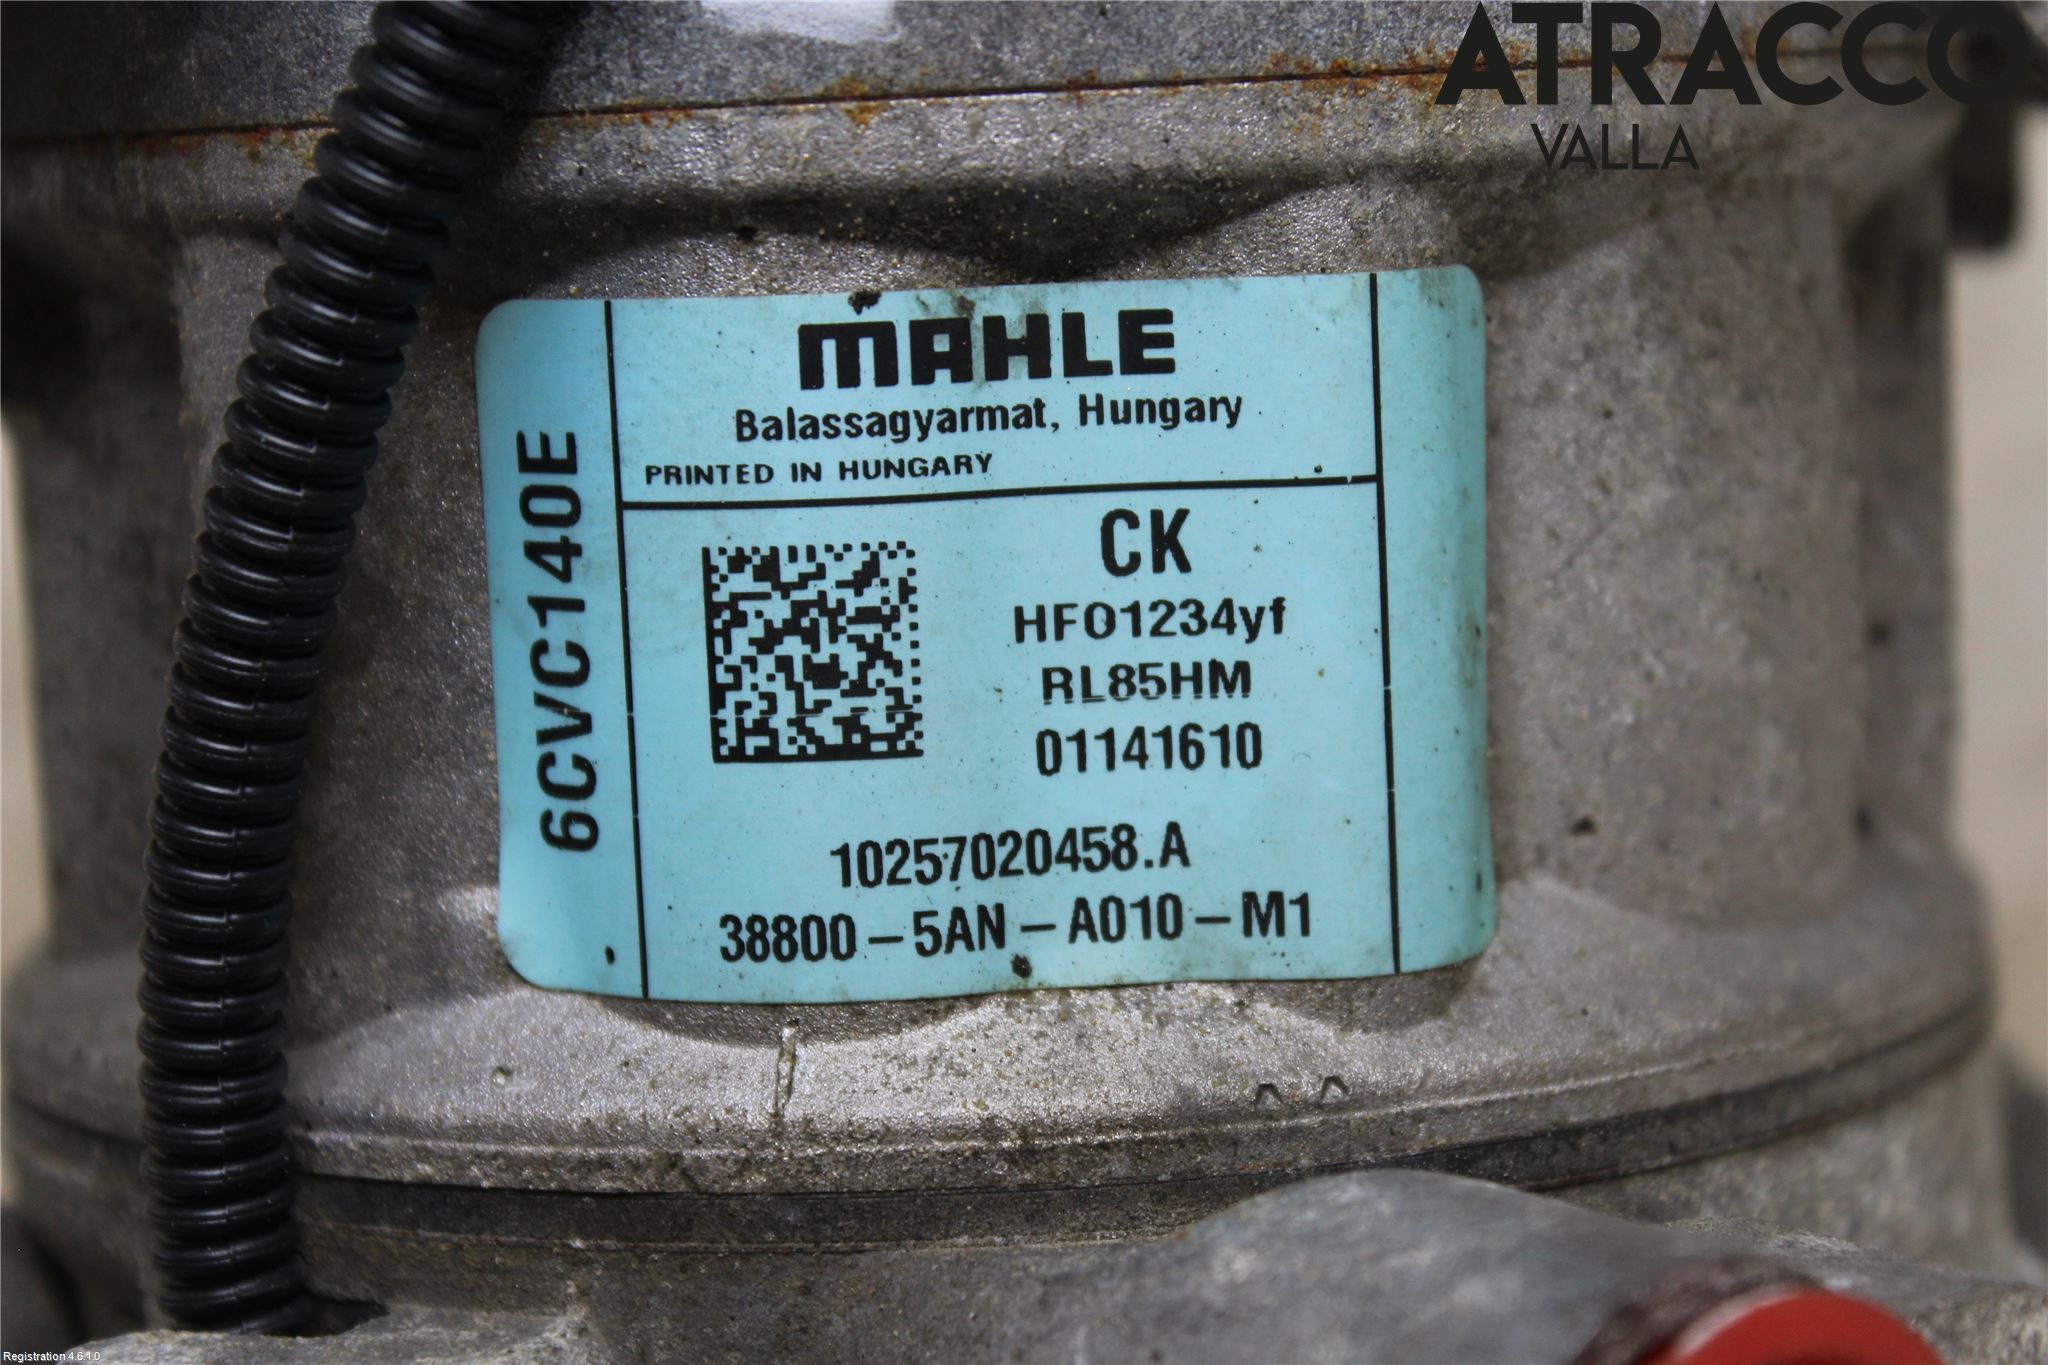 ATRACCO
VALLA
MAHLE
Balassagyarmat, Hungary
PRINTED IN HUNGARY
6CVC140E
CK
HFO1234yf
RL85HM
01141610
10257020458.A
38800-5AN-A010-M1
Registration 4.6.1.0